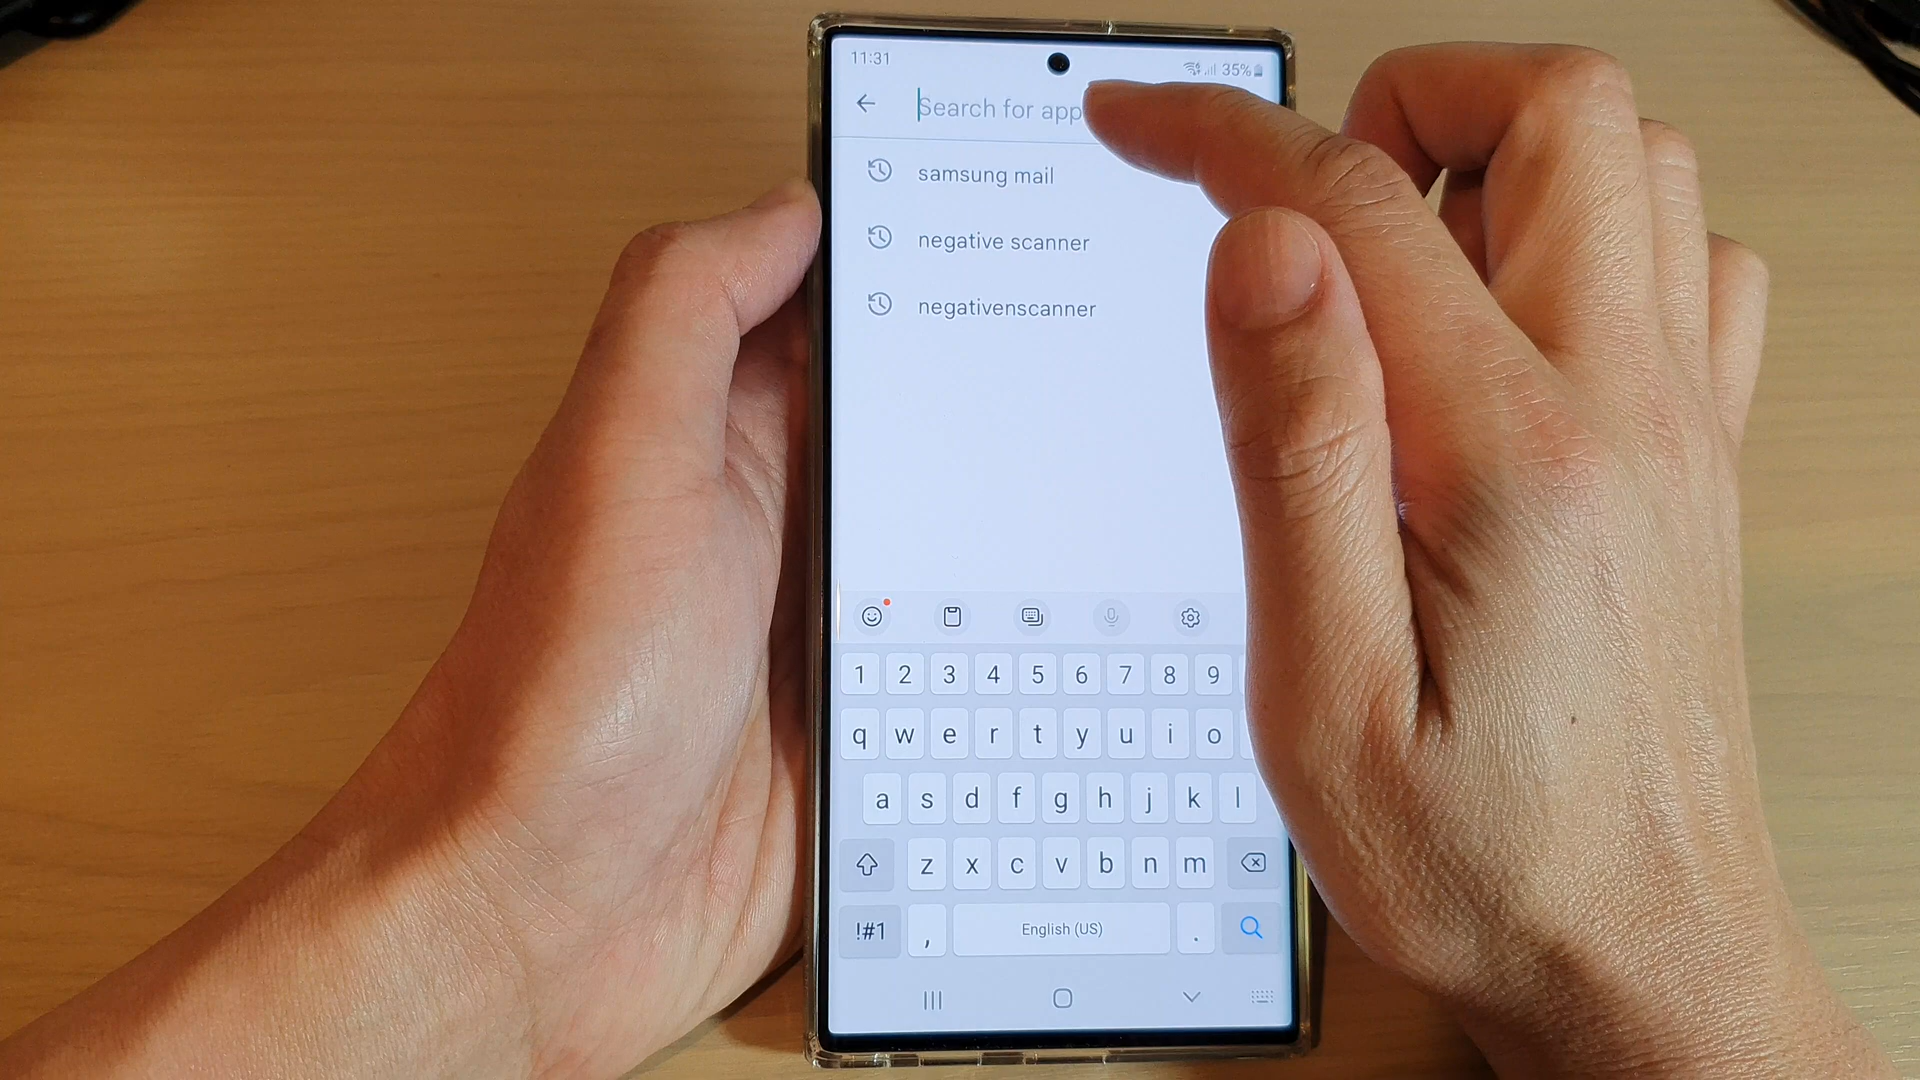 11:31
35%
Search for app
samsung mail
negative scanner
negativenscanner
1 2 3 4 5 6 7 8 9
q w e r t y u i o
a s d f g h j k l
z x c v b n m
!#1 , English (US) .